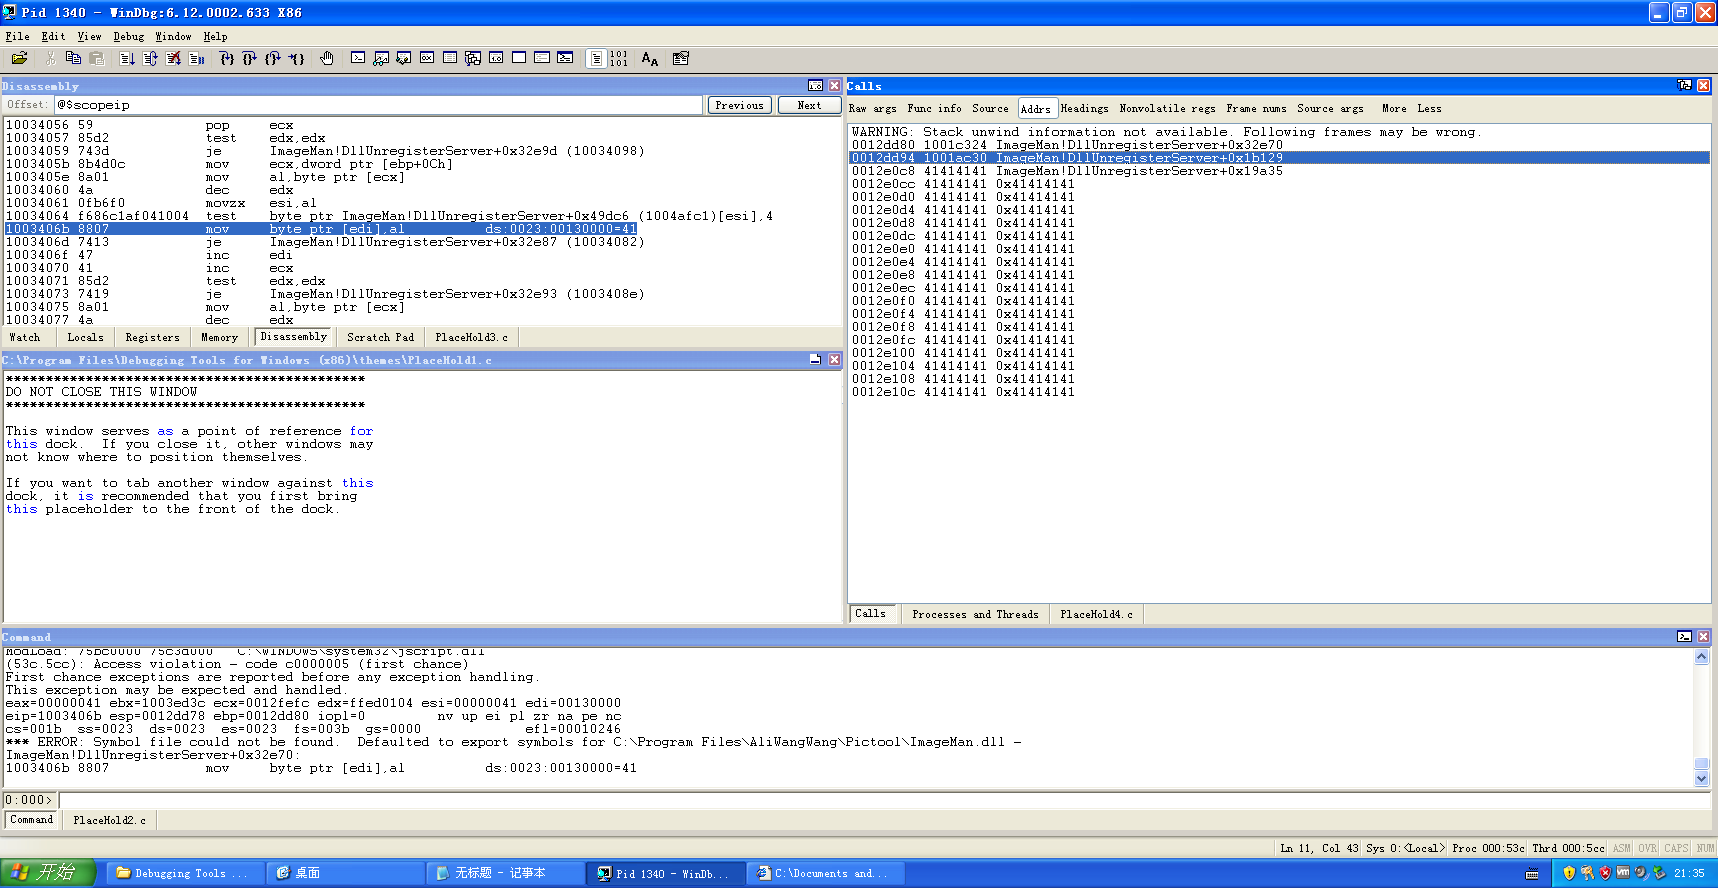 Pid 1340 - WinDbg:6.12.0002.633 X86
File Edit View Debug Window Help
Disassembly
Offset: @$scopeip Previous Next
10034056 59 pop ecx
10034057 85d2 test edx,edx
10034059 743d je ImageMan!DllUnregisterServer+0x32e9d (10034098)
1003405b 8b4d0c mov ecx,dword ptr [ebp+0Ch]
1003405e 8a01 mov al,byte ptr [ecx]
10034060 4a dec edx
10034061 0fb6f0 movzx esi,al
10034064 f686c1af041004 test byte ptr ImageMan!DllUnregisterServer+0x49dc6 (1004afc1)[esi],4
1003406b 8807 mov byte ptr [edi],al ds:0023:00130000=41
1003406d 7413 je ImageMan!DllUnregisterServer+0x32e87 (10034082)
1003406f 47 inc edi
10034070 41 inc ecx
10034071 85d2 test edx,edx
10034073 7419 je ImageMan!DllUnregisterServer+0x32e93 (1003408e)
10034075 8a01 mov al,byte ptr [ecx]
10034077 4a dec edx
Watch Locals Registers Memory Disassembly Scratch Pad PlaceHold3.c
C:\Program Files\Debugging Tools for Windows (x86)\themes\PlaceHold1.c
*********************************************
DO NOT CLOSE THIS WINDOW
*********************************************
This window serves as a point of reference for
this dock. If you close it, other windows may
not know where to position themselves.
If you want to tab another window against this
dock, it is recommended that you first bring
this placeholder to the front of the dock.
Calls
Raw args Func info Source Addrs Headings Nonvolatile regs Frame nums Source args More Less
WARNING: Stack unwind information not available. Following frames may be wrong.
0012dd80 1001c324 ImageMan!DllUnregisterServer+0x32e70
0012dd94 1001ac30 ImageMan!DllUnregisterServer+0x1b129
0012e0c8 41414141 ImageMan!DllUnregisterServer+0x19a35
0012e0cc 41414141 0x41414141
0012e0d0 41414141 0x41414141
0012e0d4 41414141 0x41414141
0012e0d8 41414141 0x41414141
0012e0dc 41414141 0x41414141
0012e0e0 41414141 0x41414141
0012e0e4 41414141 0x41414141
0012e0e8 41414141 0x41414141
0012e0ec 41414141 0x41414141
0012e0f0 41414141 0x41414141
0012e0f4 41414141 0x41414141
0012e0f8 41414141 0x41414141
0012e0fc 41414141 0x41414141
0012e100 41414141 0x41414141
0012e104 41414141 0x41414141
0012e108 41414141 0x41414141
0012e10c 41414141 0x41414141
Calls Processes and Threads PlaceHold4.c
Command
ModLoad: 75bc0000 75c3d000 C:\WINDOWS\system32\jscript.dll
(53c.5cc): Access violation - code c0000005 (first chance)
First chance exceptions are reported before any exception handling.
This exception may be expected and handled.
eax=00000041 ebx=1003ed3c ecx=0012fefc edx=ffed0104 esi=00000041 edi=00130000
eip=1003406b esp=0012dd78 ebp=0012dd80 iopl=0 nv up ei pl zr na pe nc
cs=001b ss=0023 ds=0023 es=0023 fs=003b gs=0000 efl=00010246
*** ERROR: Symbol file could not be found. Defaulted to export symbols for C:\Program Files\AliWangWang\Pictool\ImageMan.dll -
ImageMan!DllUnregisterServer+0x32e70:
1003406b 8807 mov byte ptr [edi],al ds:0023:00130000=41
0:000>
Command PlaceHold2.c
Ln 11, Col 43 Sys 0:<Local> Proc 000:53c Thrd 000:5cc ASM OVR CAPS NUM
开始 Debugging Tools ... 桌面 无标题 - 记事本 Pid 1340 - WinDb... C:\Documents and... 21:35